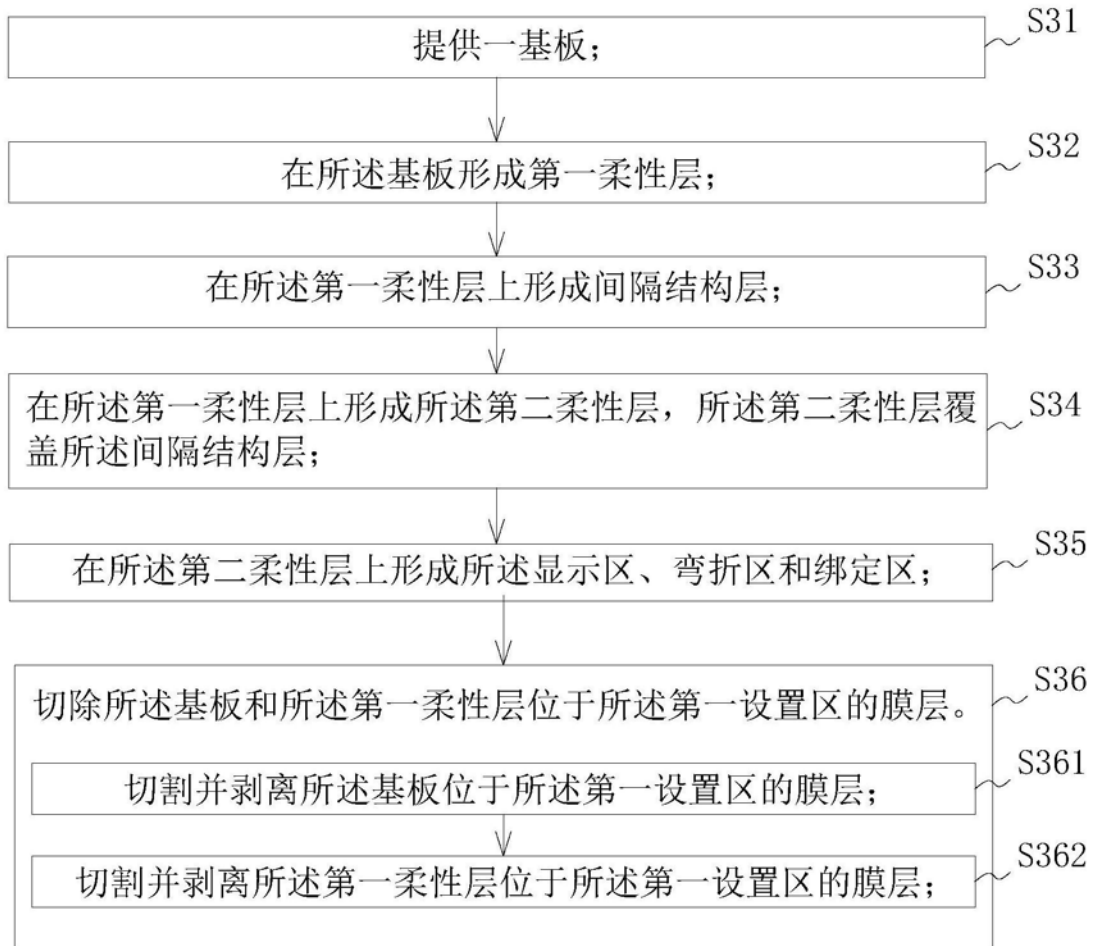 提供一基板;
S31
在所述基板形成第一柔性层;
S32
在所述第一柔性层上形成间隔结构层;
S33
在所述第一柔性层上形成所述第二柔性层，所述第二柔性层覆
盖所述间隔结构层;
S34
在所述第二柔性层上形成所述显示区、弯折区和绑定区;
S35
切除所述基板和所述第一柔性层位于所述第一设置区的膜层。
S36
切割并剥离所述基板位于所述第一设置区的膜层;
S361
切割并剥离所述第一柔性层位于所述第一设置区的膜层;
S362